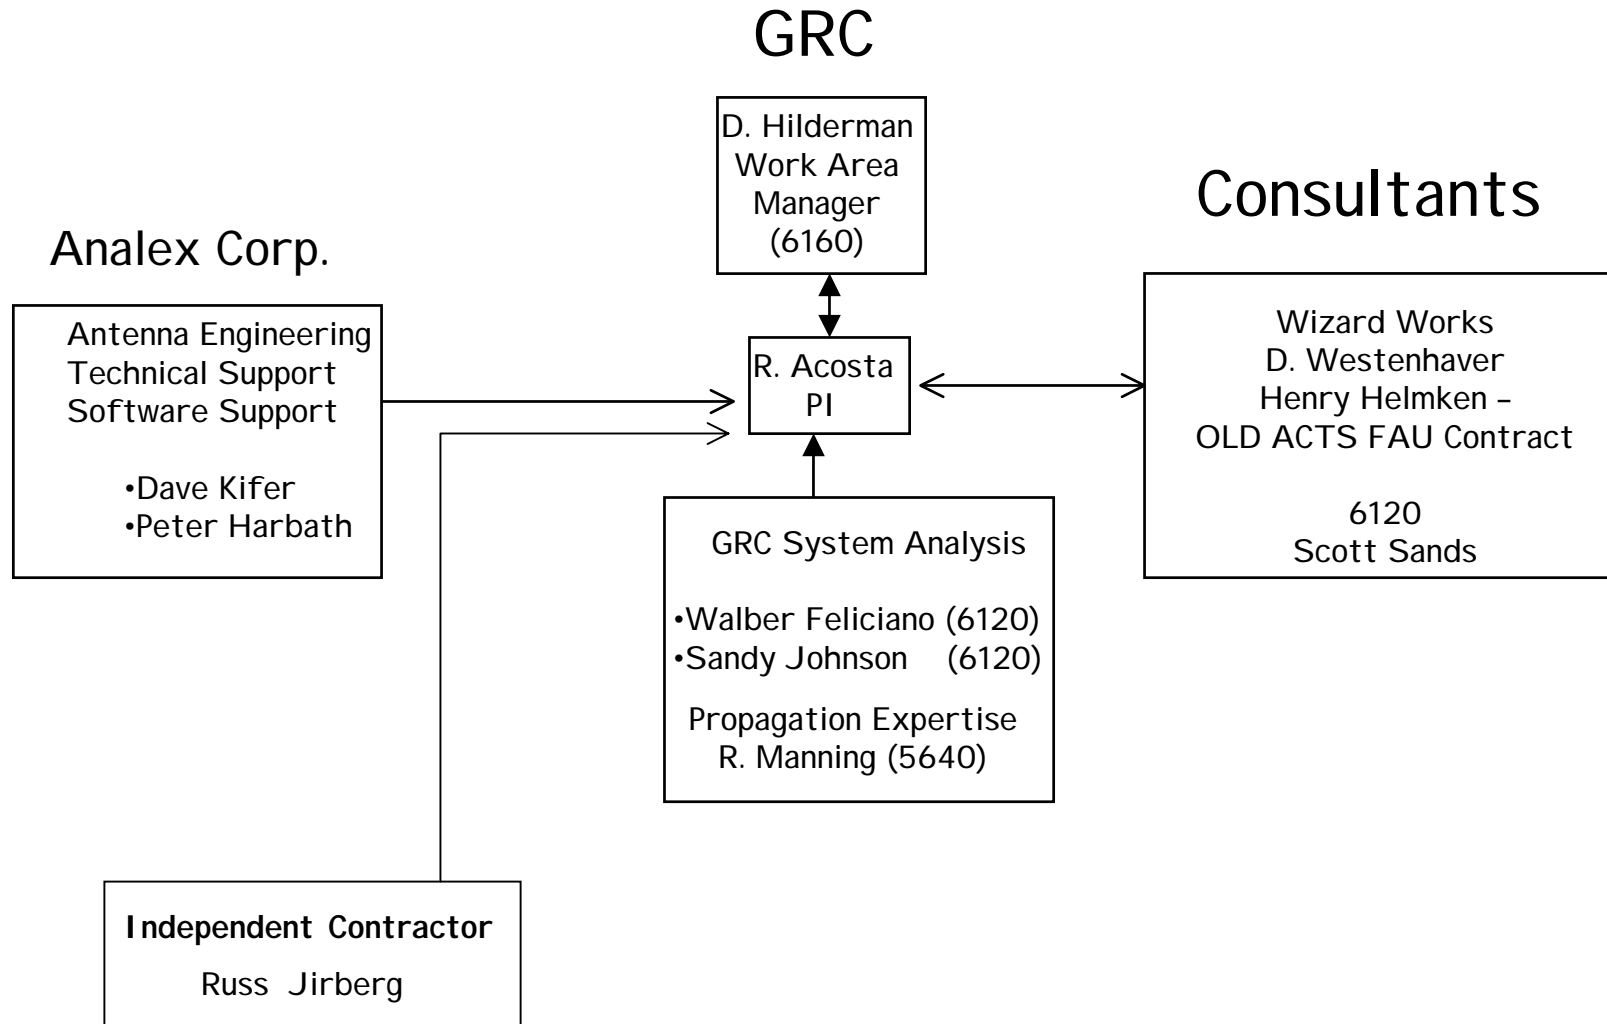 GRC
D. Hilderman
Work Area
Manager
(6160)
Consultants
Analex Corp.
Antenna Engineering
Technical Support
Software Support
•Dave Kifer
•Peter Harbath
R. Acosta
PI
Wizard Works
D. Westenhaver
Henry Helmken –
OLD ACTS FAU Contract
6120
Scott Sands
GRC System Analysis
•Walber Feliciano (6120)
•Sandy Johnson (6120)
Propagation Expertise
R. Manning (5640)
Independent Contractor
Russ Jirberg